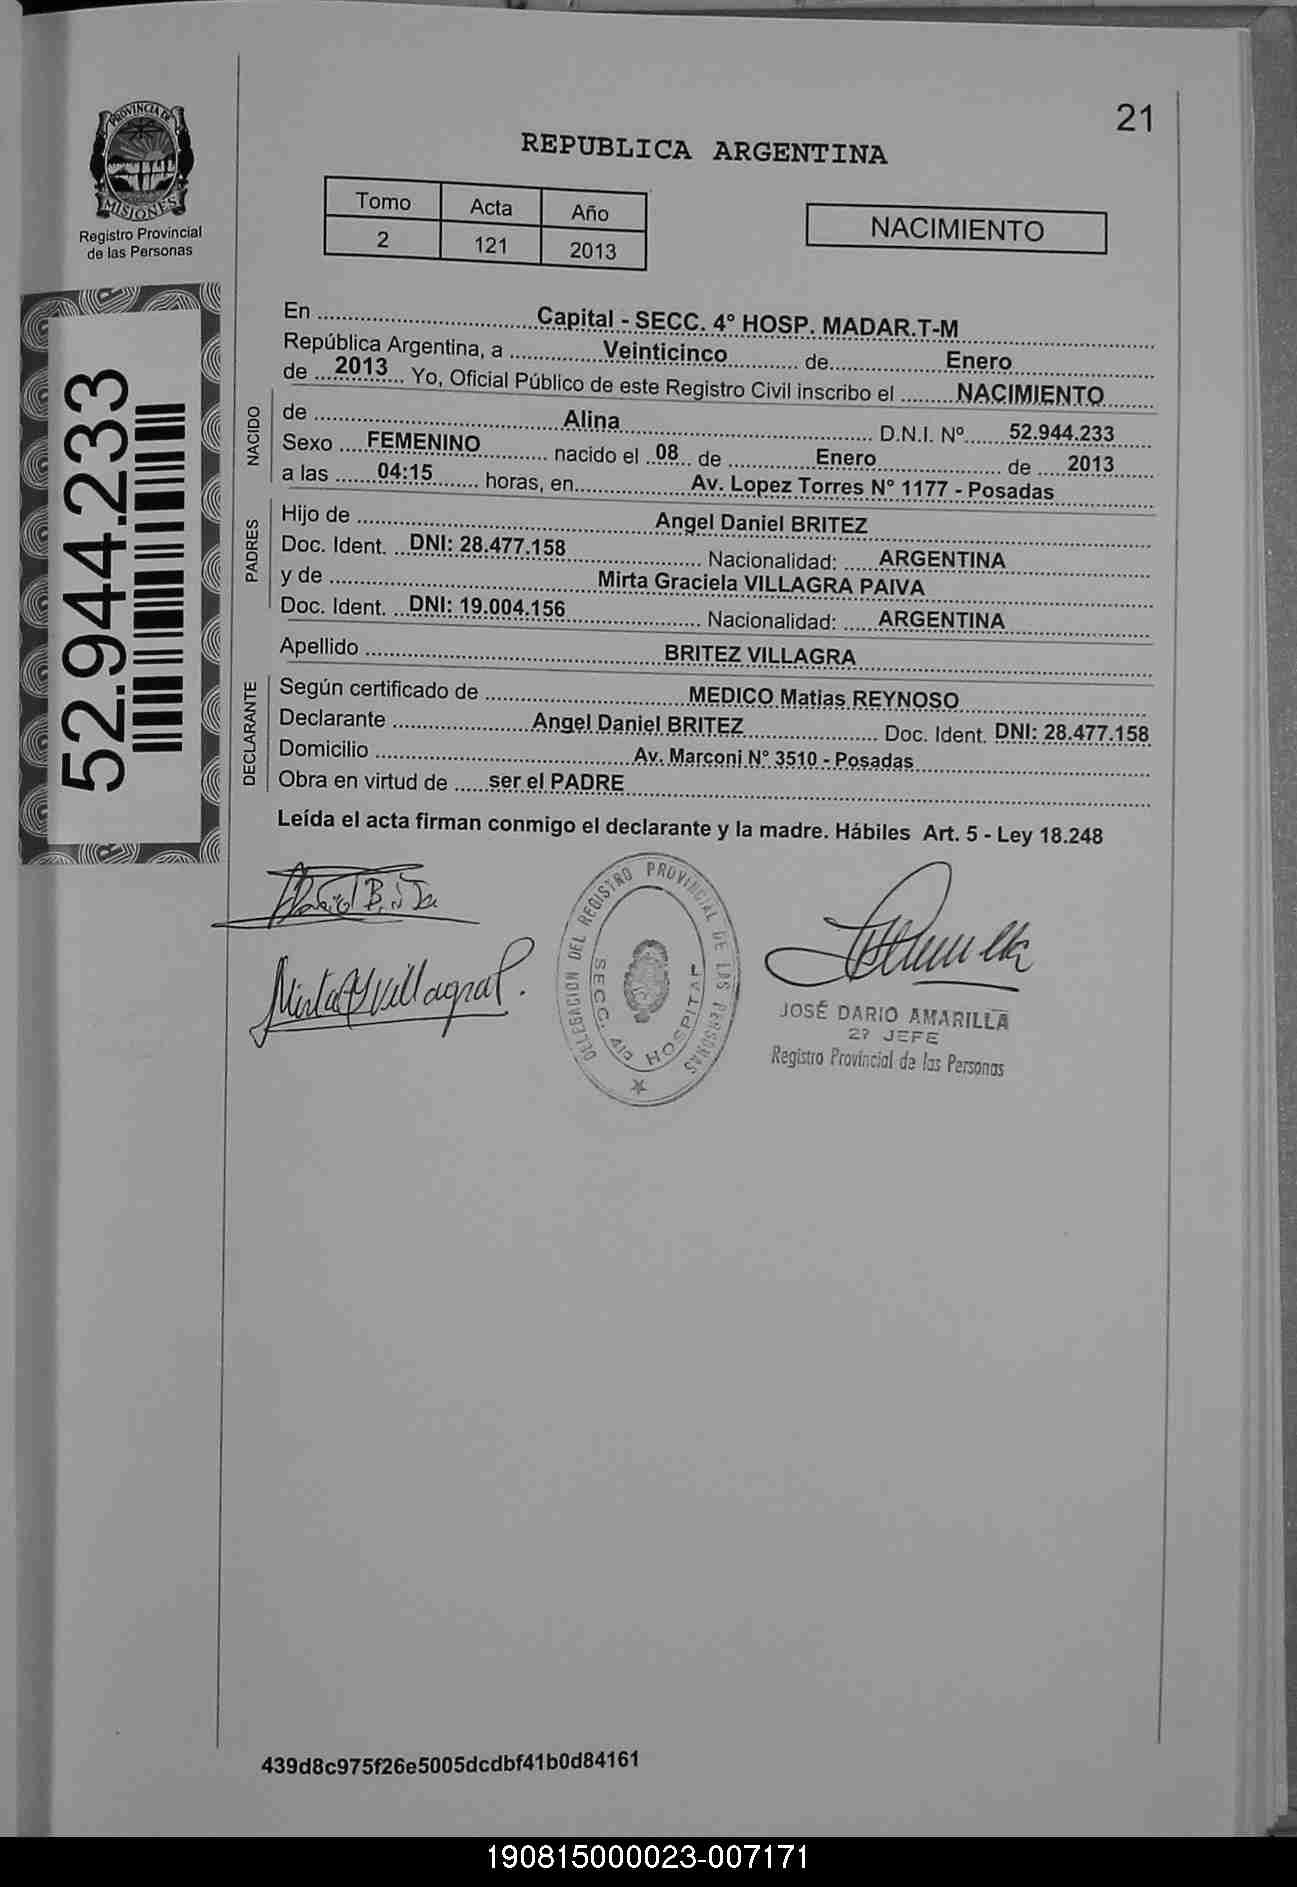 21
PROVINCIA DE
MISIONES
Registro Provincial
de las Personas
REPUBLICA ARGENTINA
Tomo Acta Año
2 121 2013
NACIMIENTO
52.944.233
En Capital - SECC. 4° HOSP. MADAR.T-M
República Argentina, a Veinticinco de Enero
de 2013 Yo, Oficial Público de este Registro Civil inscribo el NACIMIENTO
NACIDO
de Alina D.N.I. Nº 52.944.233
Sexo FEMENINO nacido el 08 de Enero de 2013
a las 04:15 horas, en Av. Lopez Torres N° 1177 - Posadas
PADRES
Hijo de Angel Daniel BRITEZ
Doc. Ident. DNI: 28.477.158 Nacionalidad: ARGENTINA
y de Mirta Graciela VILLAGRA PAIVA
Doc. Ident. DNI: 19.004.156 Nacionalidad: ARGENTINA
Apellido BRITEZ VILLAGRA
DECLARANTE
Según certificado de MEDICO Matias REYNOSO
Declarante Angel Daniel BRITEZ Doc. Ident. DNI: 28.477.158
Domicilio Av. Marconi N° 3510 - Posadas
Obra en virtud de ser el PADRE
Leída el acta firman conmigo el declarante y la madre. Hábiles Art. 5 - Ley 18.248
DELEGACION DEL REGISTRO PROVINCIAL DE LAS PERSONAS
SECC. 4ta HOSPITAL
JOSÉ DARIO AMARILLA
2º JEFE
Registro Provincial de las Personas
439d8c975f26e5005dcdbf41b0d84161
190815000023-007171